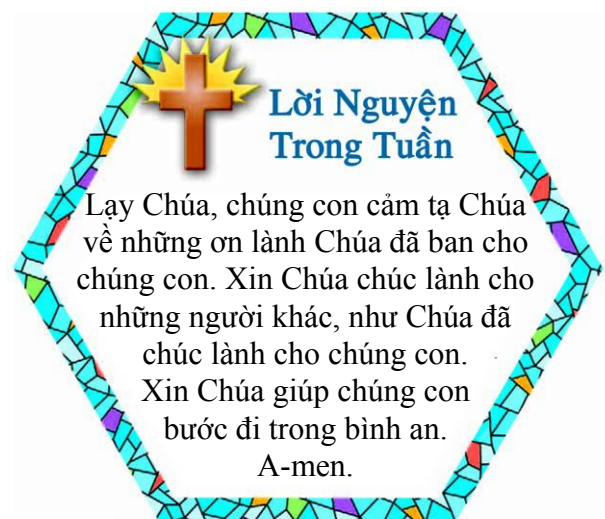 Lời Nguyện
Trong Tuần
Lạy Chúa, chúng con cảm tạ Chúa
về những ơn lành Chúa đã ban cho
chúng con. Xin Chúa chúc lành cho
những người khác, như Chúa đã
chúc lành cho chúng con.
Xin Chúa giúp chúng con
bước đi trong bình an.
A-men.